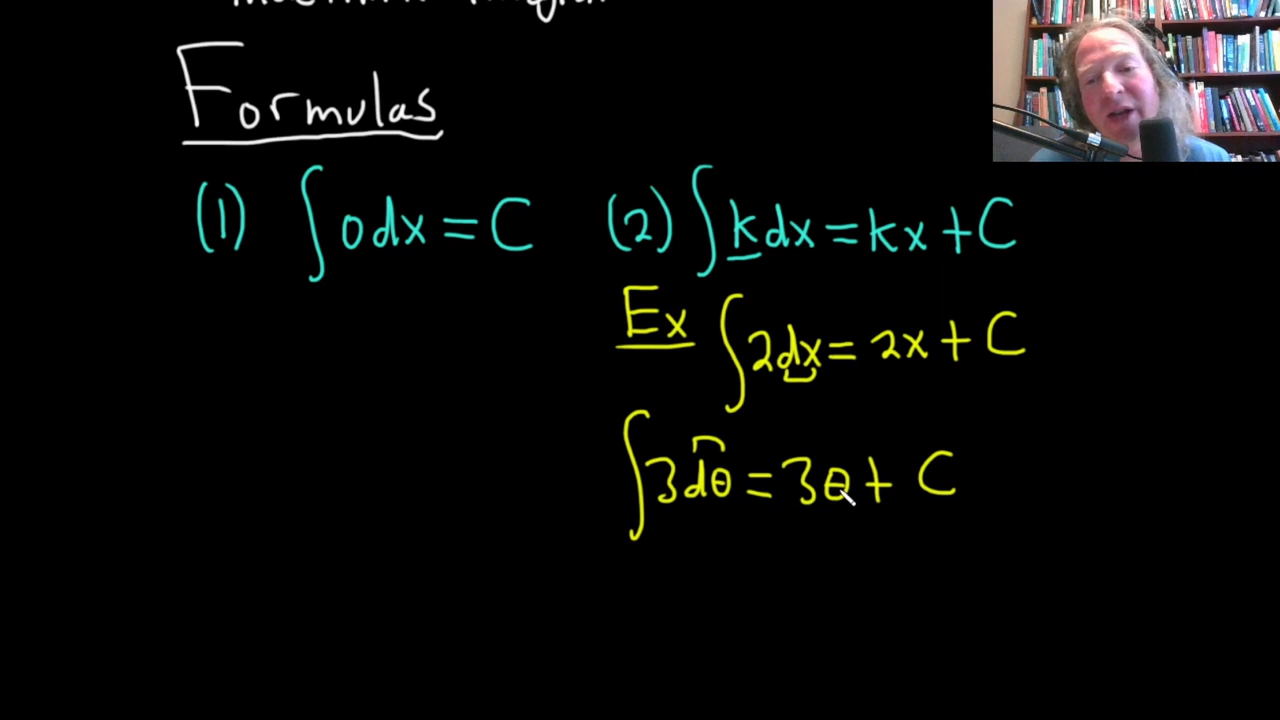 Formulas
(1) ∫0dx=C (2) ∫kdx=kx+C
Ex ∫2dx=2x+C
∫3dθ=3θ+C